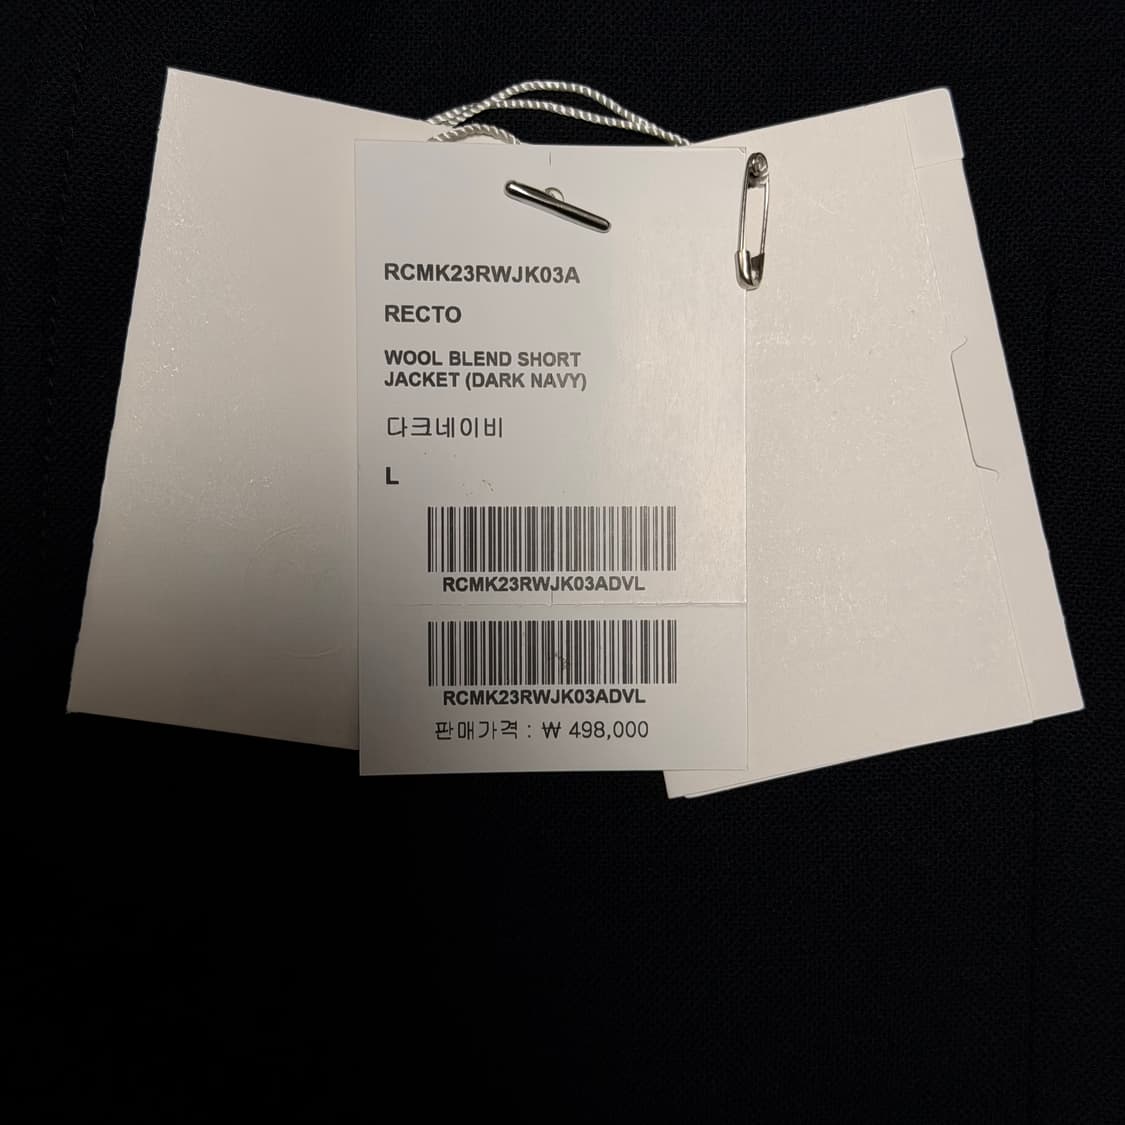 RCMK23RWJK03A
RECTO
WOOL BLEND SHORT
JACKET (DARK NAVY)
다크네이비
L
RCMK23RWJK03ADVL
RCMK23RWJK03ADVL
판매가격 : ₩ 498,000